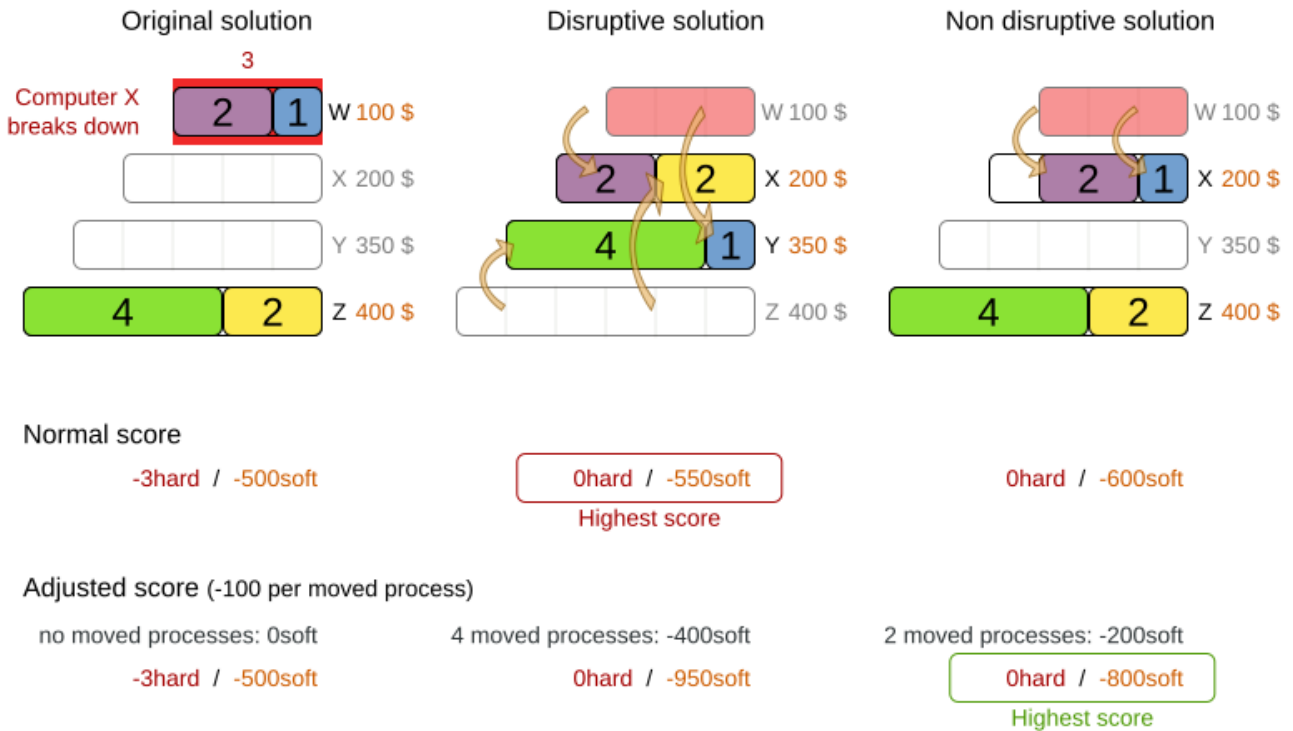 Original solution
Disruptive solution
Non disruptive solution
3
Computer X
breaks down
2 1 W 100 $
W 100 $
W 100 $
X 200 $
2 2 X 200 $
2 1 X 200 $
Y 350 $
4 1 Y 350 $
Y 350 $
4 2 Z 400 $
Z 400 $
4 2 Z 400 $
Normal score
-3hard / -500soft
0hard / -550soft
0hard / -600soft
Highest score
Adjusted score (-100 per moved process)
no moved processes: 0soft
4 moved processes: -400soft
2 moved processes: -200soft
-3hard / -500soft
0hard / -950soft
0hard / -800soft
Highest score